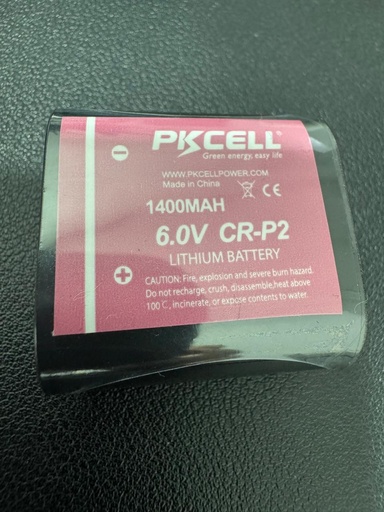 PKCELL
Green energy, easy life
WWW.PKCELLPOWER.COM
Made in China
CE
1400MAH
6.0V CR-P2
LITHIUM BATTERY
CAUTION: Fire, explosion and severe burn hazard.
Do not recharge, crush, disassemble,heat above
100℃, incinerate, or expose contents to water.